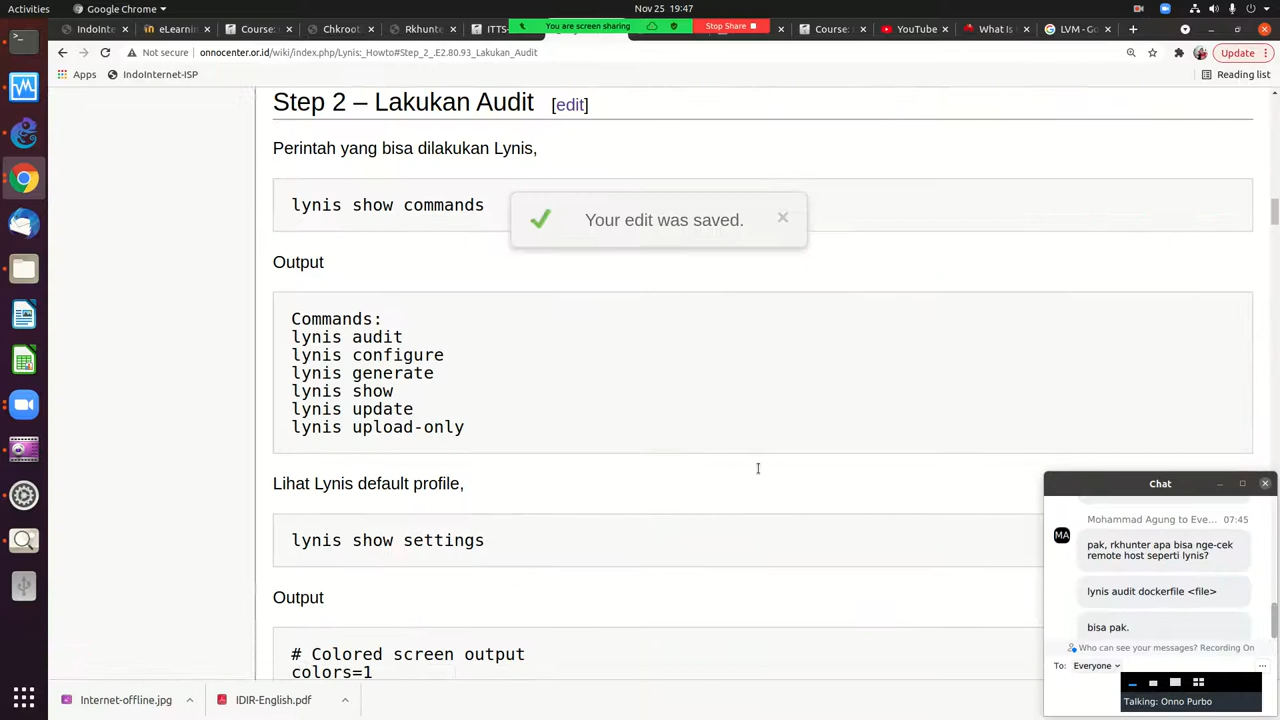 Activities
Google Chrome
Nov 25 19:47
IndoInte
eLearnin
Course:
Chkroot
Rkhunte
ITTS
You are screen sharing
Stop Share
Course:
YouTube
What Is
LVM - G
Not secure
onnocenter.or.id/wiki/index.php/Lynis:_Howto#Step_2_.E2.80.93_Lakukan_Audit
Update
Apps
IndoInternet-ISP
Reading list
Step 2 – Lakukan Audit [edit]
Perintah yang bisa dilakukan Lynis,
lynis show commands
Your edit was saved.
Output
Commands:
lynis audit
lynis configure
lynis generate
lynis show
lynis update
lynis upload-only
Lihat Lynis default profile,
lynis show settings
Output
# Colored screen output
colors=1
Chat
Mohammad Agung to Eve... 07:45
MA
pak, rkhunter apa bisa nge-cek
remote host seperti lynis?
lynis audit dockerfile <file>
bisa pak.
Who can see your messages? Recording On
To: Everyone
Talking: Onno Purbo
Internet-offline.jpg
IDIR-English.pdf